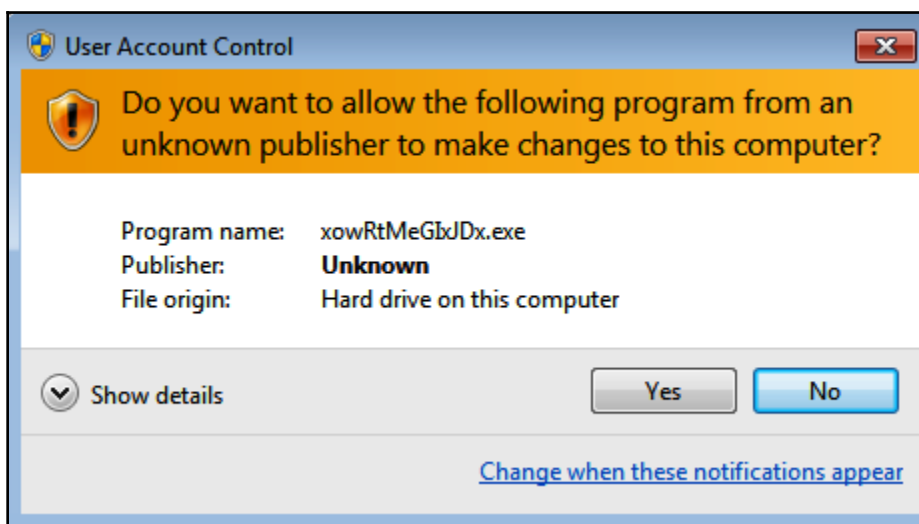 User Account Control
Do you want to allow the following program from an
unknown publisher to make changes to this computer?
Program name: xowRtMeGIxJDx.exe
Publisher: Unknown
File origin: Hard drive on this computer
Show details
Yes No
Change when these notifications appear